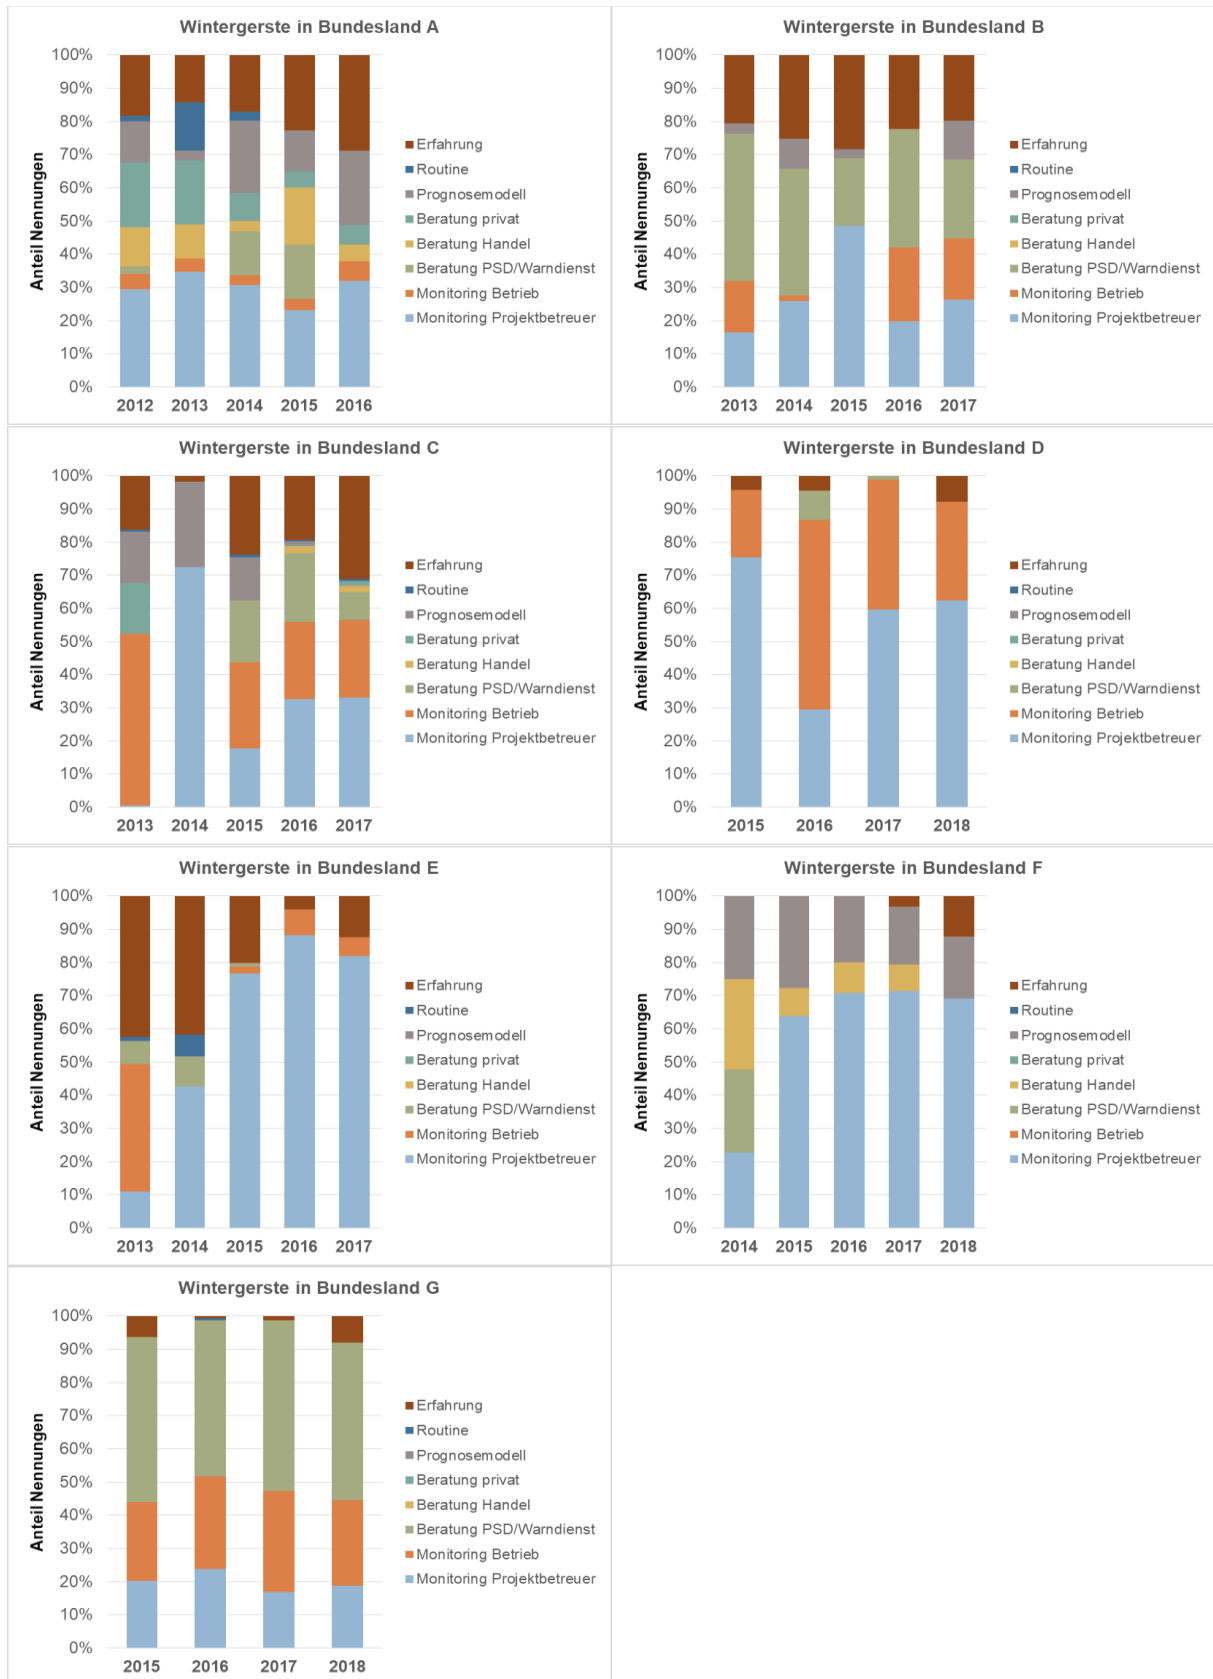 Wintergerste in Bundesland A
Anteil Nennungen
100%
90%
80%
70%
60%
50%
40%
30%
20%
10%
0%
2012 2013 2014 2015 2016
Erfahrung
Routine
Prognosemodell
Beratung privat
Beratung Handel
Beratung PSD/Warndienst
Monitoring Betrieb
Monitoring Projektbetreuer
Wintergerste in Bundesland B
Anteil Nennungen
100%
90%
80%
70%
60%
50%
40%
30%
20%
10%
0%
2013 2014 2015 2016 2017
Erfahrung
Routine
Prognosemodell
Beratung privat
Beratung Handel
Beratung PSD/Warndienst
Monitoring Betrieb
Monitoring Projektbetreuer
Wintergerste in Bundesland C
Anteil Nennungen
100%
90%
80%
70%
60%
50%
40%
30%
20%
10%
0%
2013 2014 2015 2016 2017
Erfahrung
Routine
Prognosemodell
Beratung privat
Beratung Handel
Beratung PSD/Warndienst
Monitoring Betrieb
Monitoring Projektbetreuer
Wintergerste in Bundesland D
Anteil Nennungen
100%
90%
80%
70%
60%
50%
40%
30%
20%
10%
0%
2015 2016 2017 2018
Erfahrung
Routine
Prognosemodell
Beratung privat
Beratung Handel
Beratung PSD/Warndienst
Monitoring Betrieb
Monitoring Projektbetreuer
Wintergerste in Bundesland E
Anteil Nennungen
100%
90%
80%
70%
60%
50%
40%
30%
20%
10%
0%
2013 2014 2015 2016 2017
Erfahrung
Routine
Prognosemodell
Beratung privat
Beratung Handel
Beratung PSD/Warndienst
Monitoring Betrieb
Monitoring Projektbetreuer
Wintergerste in Bundesland F
Anteil Nennungen
100%
90%
80%
70%
60%
50%
40%
30%
20%
10%
0%
2014 2015 2016 2017 2018
Erfahrung
Routine
Prognosemodell
Beratung privat
Beratung Handel
Beratung PSD/Warndienst
Monitoring Betrieb
Monitoring Projektbetreuer
Wintergerste in Bundesland G
Anteil Nennungen
100%
90%
80%
70%
60%
50%
40%
30%
20%
10%
0%
2015 2016 2017 2018
Erfahrung
Routine
Prognosemodell
Beratung privat
Beratung Handel
Beratung PSD/Warndienst
Monitoring Betrieb
Monitoring Projektbetreuer